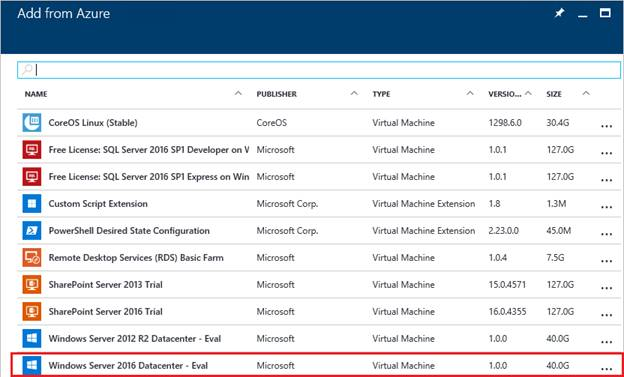 Add from Azure
NAME PUBLISHER TYPE VERSIO... SIZE
CoreOS Linux (Stable) CoreOS Virtual Machine 1298.6.0 30.4G ...
Free License: SQL Server 2016 SP1 Developer on W Microsoft Virtual Machine 1.0.1 127.0G ...
Free License: SQL Server 2016 SP1 Express on Win Microsoft Virtual Machine 1.0.1 127.0G ...
Custom Script Extension Microsoft Corp. Virtual Machine Extension 1.8 1.3M ...
PowerShell Desired State Configuration Microsoft Corp. Virtual Machine Extension 2.23.0.0 45.0M ...
Remote Desktop Services (RDS) Basic Farm Microsoft Virtual Machine 1.0.4 7.5G ...
SharePoint Server 2013 Trial Microsoft Virtual Machine 15.0.4571 127.0G ...
SharePoint Server 2016 Trial Microsoft Virtual Machine 16.0.4355 127.0G ...
Windows Server 2012 R2 Datacenter - Eval Microsoft Virtual Machine 1.0.0 40.0G ...
Windows Server 2016 Datacenter - Eval Microsoft Virtual Machine 1.0.0 40.0G ...